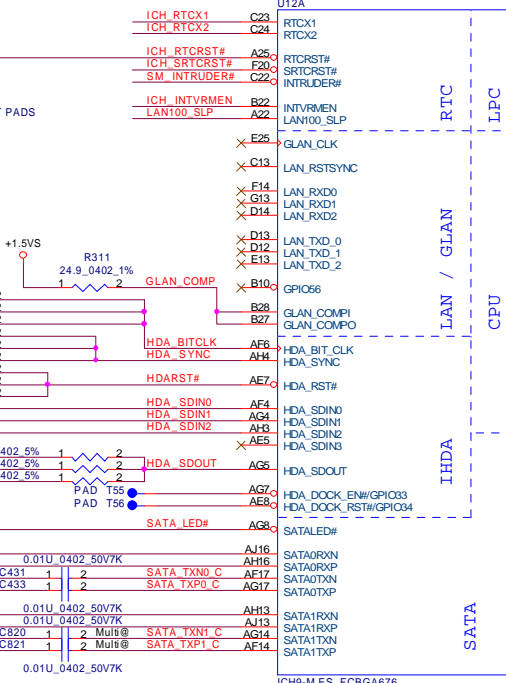 U12A
ICH_RTCX1 C23 RTCX1
ICH_RTCX2 C24 RTCX2
ICH_RTCRST# A25 RTCRST#
ICH_SRTCRST# F20 SRTCRST#
SM_INTRUDER# C22 INTRUDER#
ICH_INTVRMEN B22 INTVRMEN
LAN100_SLP A22 LAN100_SLP
PADS
RTC
LPC
E25 GLAN_CLK
C13 LAN_RSTSYNC
F14 LAN_RXD0
G13 LAN_RXD1
D14 LAN_RXD2
D13 LAN_TXD_0
D12 LAN_TXD_1
E13 LAN_TXD_2
B10 GPIO56
+1.5VS
R311
24.9_0402_1%
1 2 GLAN_COMP
B28 GLAN_COMPI
B27 GLAN_COMPO
LAN / GLAN
CPU
HDA_BITCLK AF6 HDA_BIT_CLK
HDA_SYNC AH4 HDA_SYNC
HDARST# AE7 HDA_RST#
HDA_SDIN0 AF4 HDA_SDIN0
HDA_SDIN1 AG4 HDA_SDIN1
HDA_SDIN2 AH3 HDA_SDIN2
AE5 HDA_SDIN3
402_5% 1 2
402_5% 1 2 HDA_SDOUT AG5 HDA_SDOUT
402_5% 1 2
PAD T55 AG7 HDA_DOCK_EN#/GPIO33
PAD T56 AE8 HDA_DOCK_RST#/GPIO34
IHDA
SATA_LED# AG8 SATALED#
AJ16 SATA0RXN
0.01U_0402_50V7K AH16 SATA0RXP
C431 1 2 SATA_TXN0_C AF17 SATA0TXN
C433 1 2 SATA_TXP0_C AG17 SATA0TXP
0.01U_0402_50V7K AH13 SATA1RXN
0.01U_0402_50V7K AJ13 SATA1RXP
C820 1 2 Multi@ SATA_TXN1_C AG14 SATA1TXN
C821 1 2 Multi@ SATA_TXP1_C AF14 SATA1TXP
0.01U_0402_50V7K
SATA
ICH9-M ES_FCBGA676